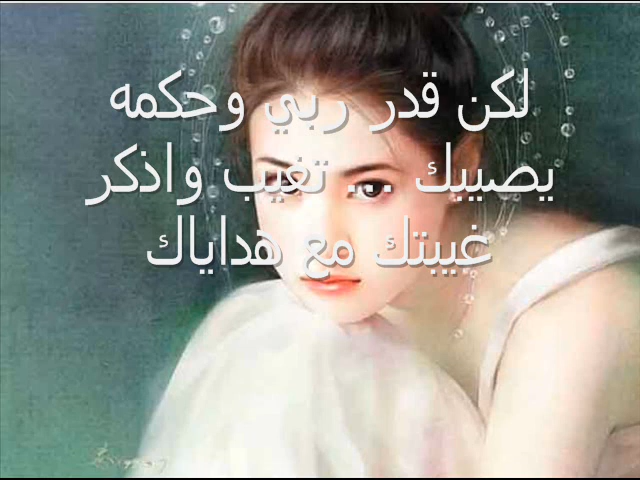 لكن قدر ربي وحكمه
يصيبك .. تغيب واذكر
غيبتك مع هداياك